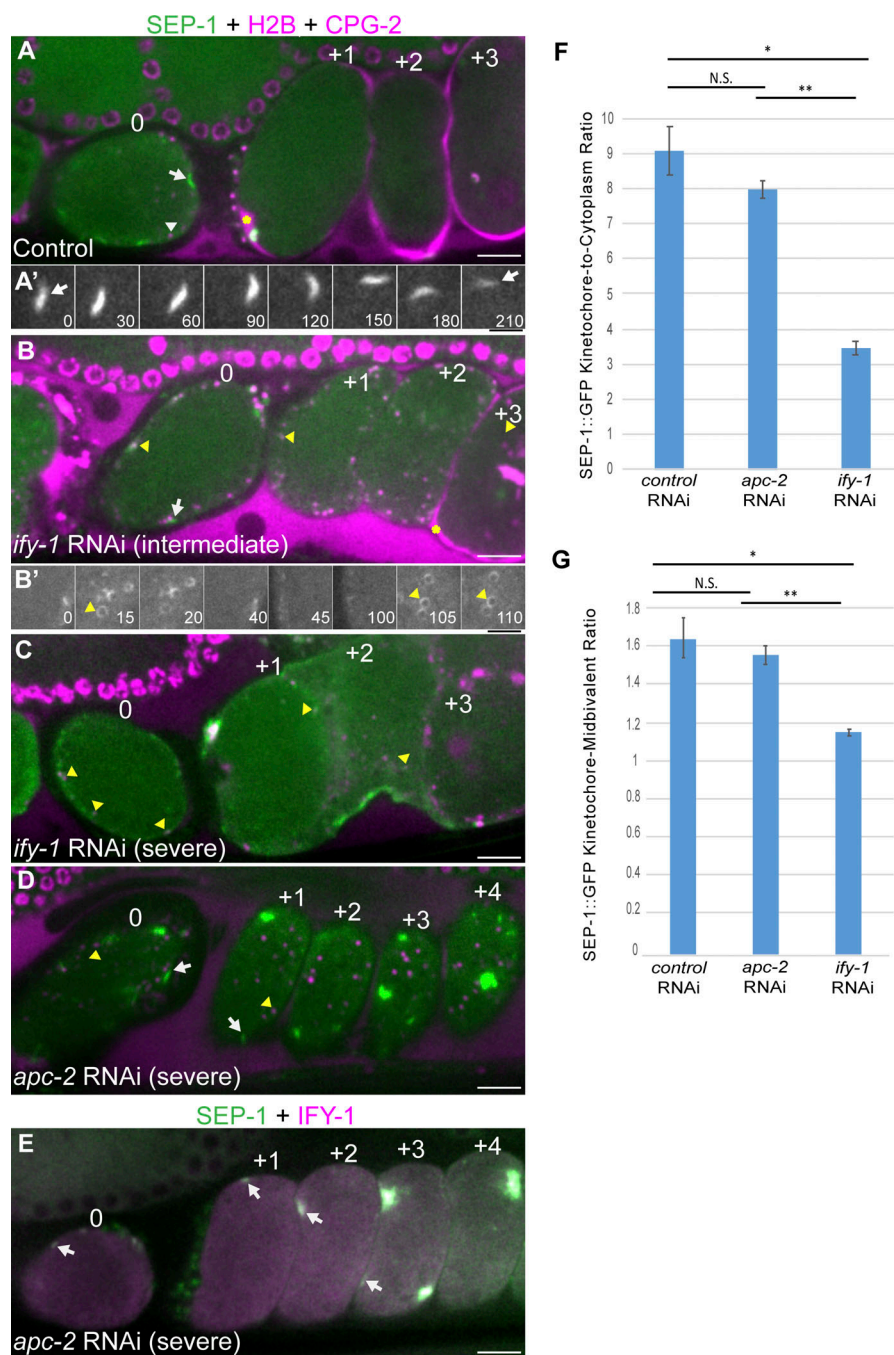 SEP-1 + H2B + CPG-2
A
0
+1
+2
+3
Control
A'
0
30
60
90
120
150
180
210
B
0
+1
+2
+3
ify-1 RNAi (intermediate)
B'
0
15
20
40
45
100
105
110
C
0
+1
+2
+3
ify-1 RNAi (severe)
D
0
+1
+2
+3
+4
apc-2 RNAi (severe)
SEP-1 + IFY-1
E
0
+1
+2
+3
+4
apc-2 RNAi (severe)
F
*
N.S.
**
SEP-1::GFP Kinetochore-to-Cytoplasm Ratio
10
9
8
7
6
5
4
3
2
1
0
control
RNAi
apc-2
RNAi
ify-1
RNAi
G
*
N.S.
**
SEP-1::GFP Kinetochore-Midbivalent Ratio
1.8
1.6
1.4
1.2
1
0.8
0.6
0.4
0.2
0
control
RNAi
apc-2
RNAi
ify-1
RNAi